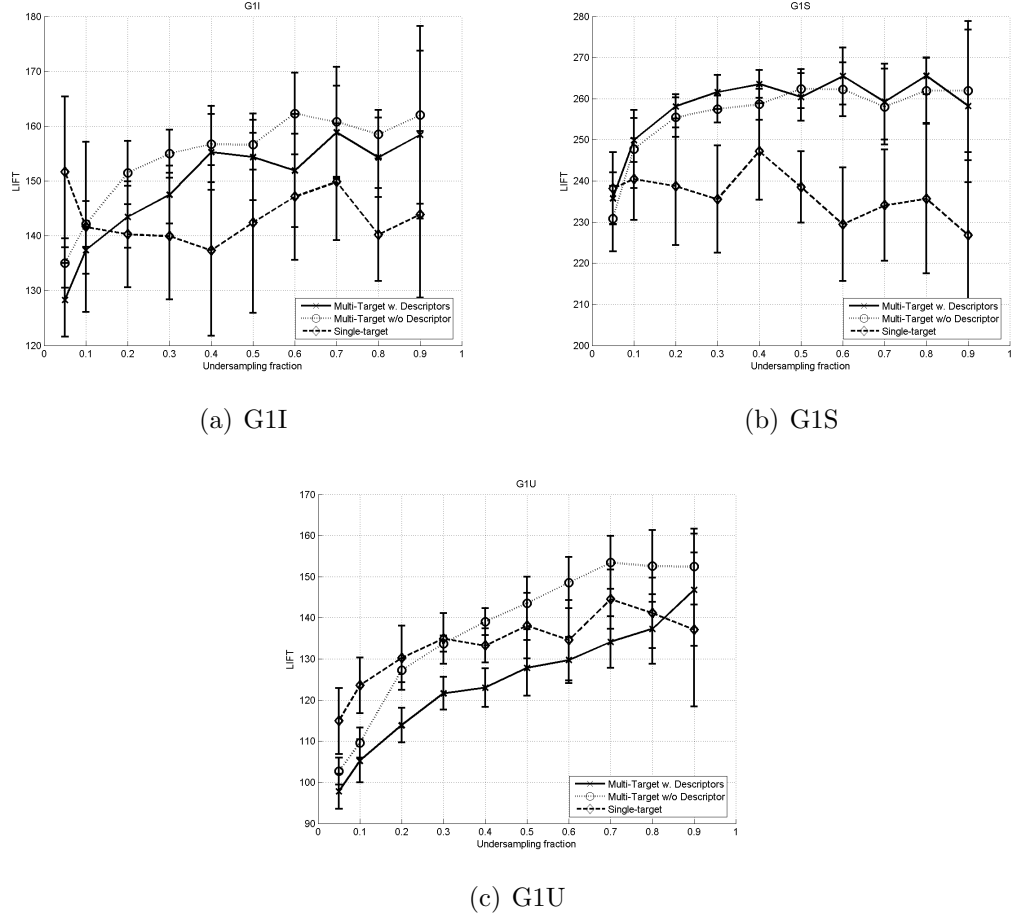 G1I
180
170
160
150
140
130
120
LIFT
0
0.1
0.2
0.3
0.4
0.5
0.6
0.7
0.8
0.9
1
Undersampling fraction
Multi-Target w. Descriptors
Multi-Target w/o Descriptor
Single-target
(a) G1I
G1S
280
270
260
250
240
230
220
210
200
LIFT
0
0.1
0.2
0.3
0.4
0.5
0.6
0.7
0.8
0.9
1
Undersampling fraction
Multi-Target w. Descriptors
Multi-Target w/o Descriptor
Single-target
(b) G1S
G1U
170
160
150
140
130
120
110
100
90
LIFT
0
0.1
0.2
0.3
0.4
0.5
0.6
0.7
0.8
0.9
1
Undersampling fraction
Multi-Target w. Descriptors
Multi-Target w/o Descriptor
Single-target
(c) G1U